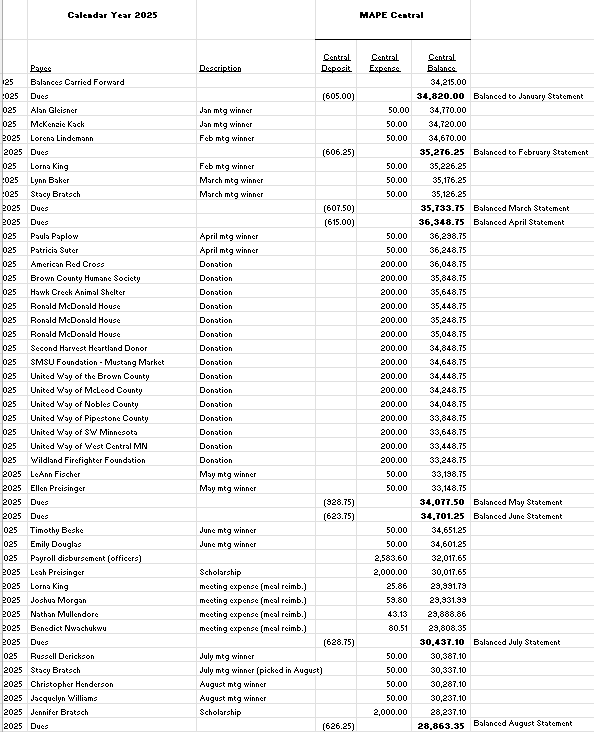 Calendar Year 2025 MAPE Central
Central Central Central
Payee Description Deposit Expense Balance
025 Balances Carried Forward 34,215.00
2025 Dues (605.00) 34,820.00 Balanced to January Statement
025 Alan Gleisner Jan mtg winner 50.00 34,770.00
025 McKenzie Kack Jan mtg winner 50.00 34,720.00
2025 Lorena Lindemann Feb mtg winner 50.00 34,670.00
2025 Dues (606.25) 35,276.25 Balanced to February Statement
2025 Lorna King Feb mtg winner 50.00 35,226.25
2025 Lynn Baker March mtg winner 50.00 35,176.25
2025 Stacy Bratsch March mtg winner 50.00 35,126.25
2025 Dues (607.50) 35,733.75 Balanced March Statement
2025 Dues (615.00) 36,348.75 Balanced April Statement
025 Paula Paplow April mtg winner 50.00 36,298.75
025 Patricia Suter April mtg winner 50.00 36,248.75
025 American Red Cross Donation 200.00 36,048.75
025 Brown County Humane Society Donation 200.00 35,848.75
025 Hawk Creek Animal Shelter Donation 200.00 35,648.75
025 Ronald McDonald House Donation 200.00 35,448.75
025 Ronald McDonald House Donation 200.00 35,248.75
025 Ronald McDonald House Donation 200.00 35,048.75
025 Second Harvest Heartland Donor Donation 200.00 34,848.75
025 SMSU Foundation - Mustang Market Donation 200.00 34,648.75
025 United Way of the Brown County Donation 200.00 34,448.75
025 United Way of McLeod County Donation 200.00 34,248.75
025 United Way of Nobles County Donation 200.00 34,048.75
025 United Way of Pipestone County Donation 200.00 33,848.75
025 United Way of SW Minnesota Donation 200.00 33,648.75
025 United Way of West Central MN Donation 200.00 33,448.75
025 Wildland Firefighter Foundation Donation 200.00 33,248.75
2025 LeAnn Fischer May mtg winner 50.00 33,198.75
2025 Ellen Preisinger May mtg winner 50.00 33,148.75
2025 Dues (928.75) 34,077.50 Balanced May Statement
2025 Dues (623.75) 34,701.25 Balanced June Statement
025 Timothy Beske June mtg winner 50.00 34,651.25
025 Emily Douglas June mtg winner 50.00 34,601.25
025 Payroll disbursement (officers) 2,583.60 32,017.65
2025 Leah Preisinger Scholarship 2,000.00 30,017.65
2025 Lorna King meeting expense (meal reimb.) 25.86 29,991.79
2025 Joshua Morgan meeting expense (meal reimb.) 59.80 29,931.99
2025 Nathan Mullendore meeting expense (meal reimb.) 43.13 29,888.86
2025 Benedict Nwachukwu meeting expense (meal reimb.) 80.51 29,808.35
2025 Dues (628.75) 30,437.10 Balanced July Statement
025 Russell Derickson July mtg winner 50.00 30,387.10
025 Stacy Bratsch July mtg winner (picked in August) 50.00 30,337.10
025 Christopher Henderson August mtg winner 50.00 30,287.10
025 Jacquelyn Williams August mtg winner 50.00 30,237.10
025 Jennifer Bratsch Scholarship 2,000.00 28,237.10
2025 Dues (626.25) 28,863.35 Balanced August Statement